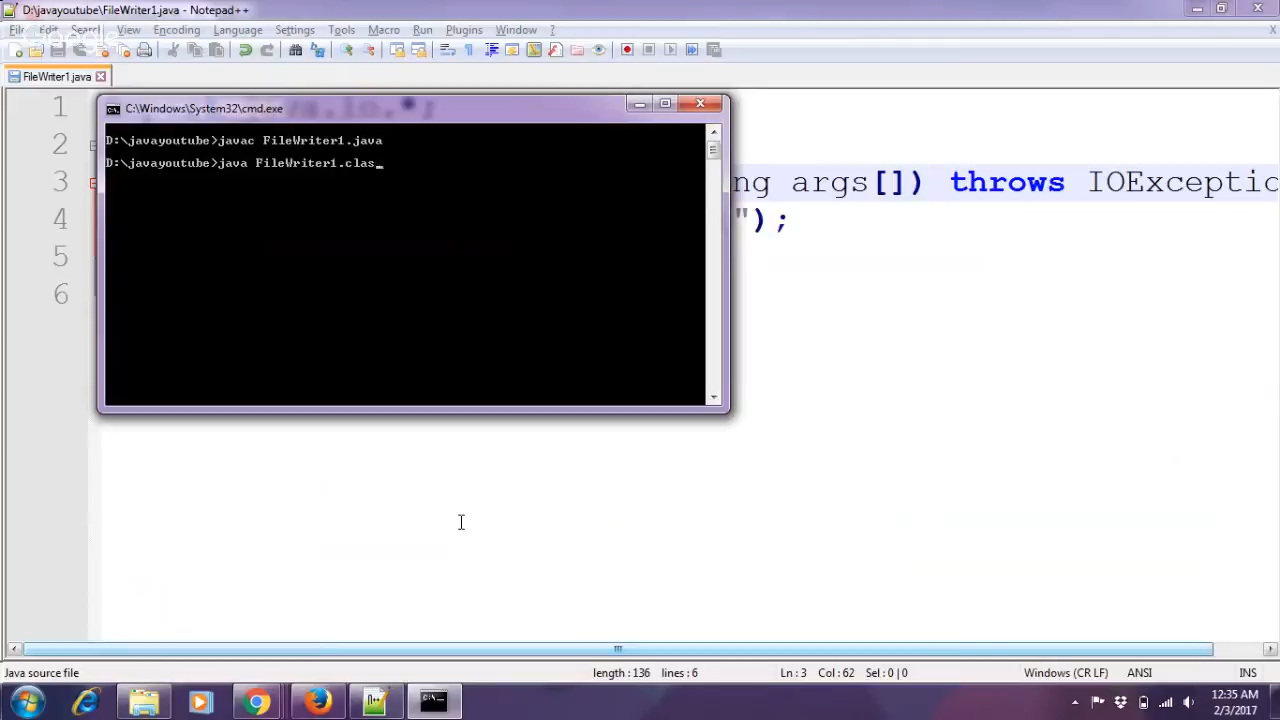 D:\javayoutube\FileWriter1.java - Notepad++
File Edit Search View Encoding Language Settings Tools Macro Run Plugins Window ?
X
FileWriter1.java
1
.*;
C:\Windows\System32\cmd.exe
D:\javayoutube>javac FileWriter1.java
D:\javayoutube>java FileWriter1.clas_
2
3 ng args[]) throws IOExceptio
4 ");
5
6
Java source file length:136 lines:6 Ln:3 Col:62 Sel:0|0 Windows (CR LF) ANSI INS
12:35 AM
2/3/2017